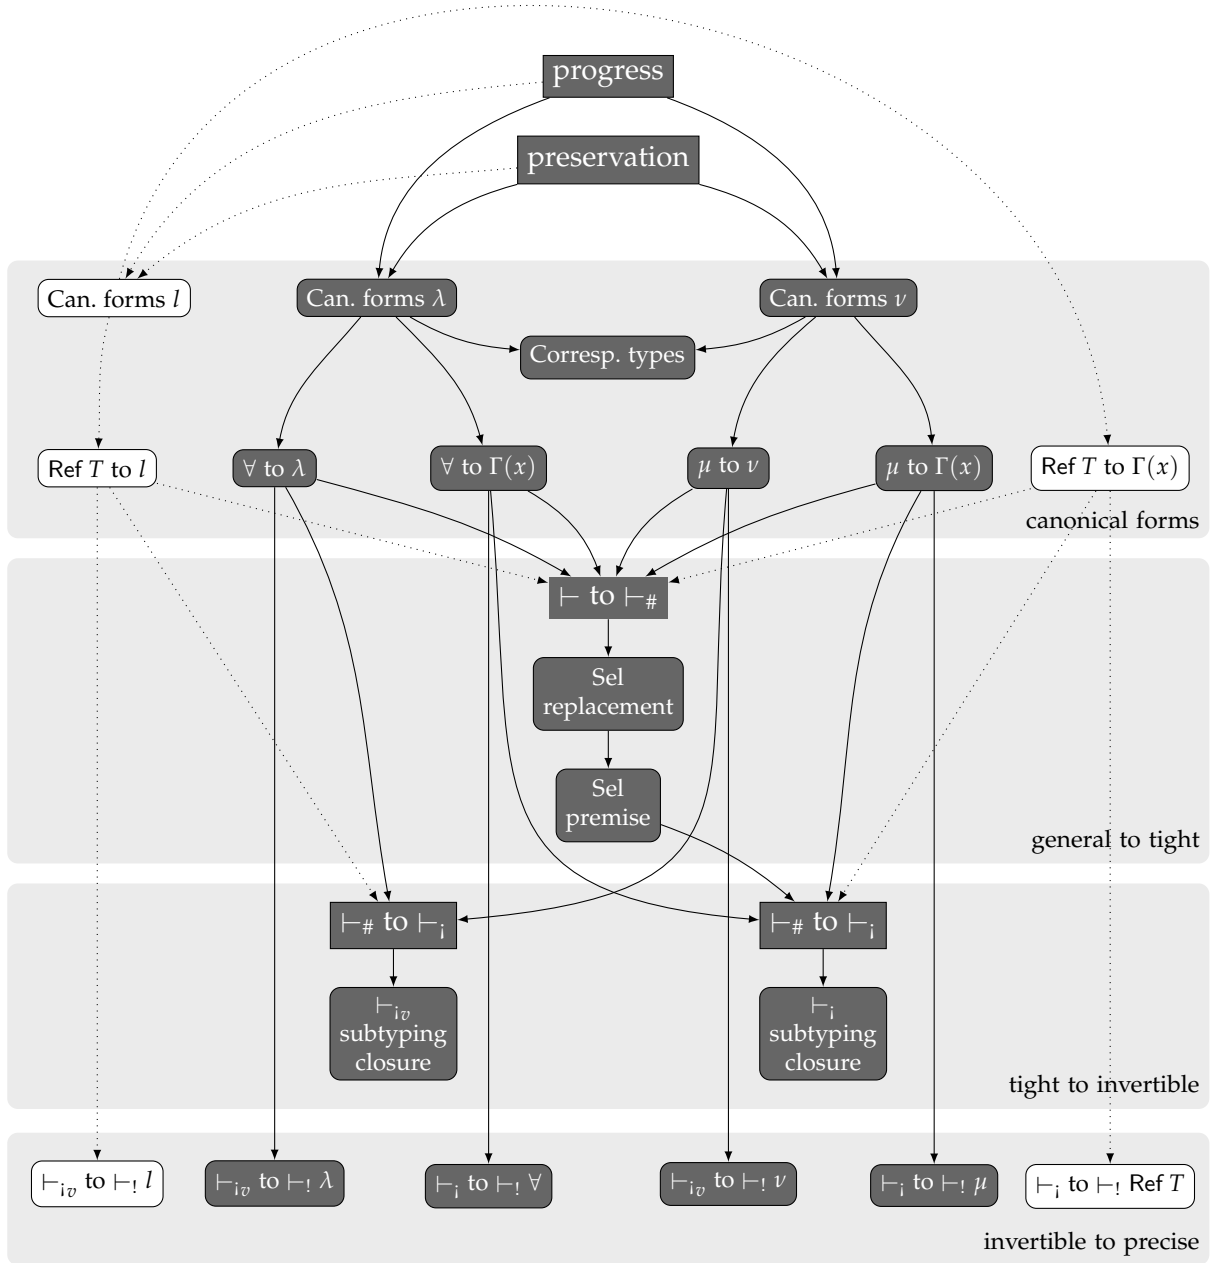 progress
preservation
Can. forms l
Can. forms λ
Can. forms ν
Corresp. types
Ref T to l
∀ to λ
∀ to Γ(x)
μ to ν
μ to Γ(x)
Ref T to Γ(x)
canonical forms
⊢ to ⊢#
Sel
replacement
Sel
premise
general to tight
⊢# to ⊢¡
⊢# to ⊢¡
⊢¡v
subtyping
closure
⊢¡
subtyping
closure
tight to invertible
⊢¡v to ⊢! l
⊢¡v to ⊢! λ
⊢¡ to ⊢! ∀
⊢¡v to ⊢! ν
⊢¡ to ⊢! μ
⊢¡ to ⊢! Ref T
invertible to precise